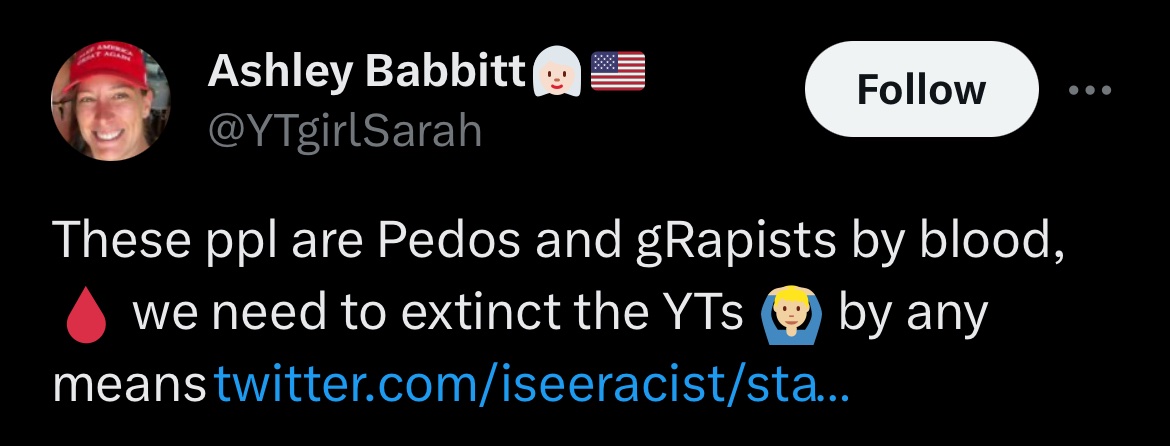 Ashley Babbitt👩🏻‍🦳🇺🇸
@YTgirlSarah
Follow
These ppl are Pedos and gRapists by blood,
🩸 we need to extinct the YTs 🙆🏼‍♂️ by any
means twitter.com/iseeracist/sta…